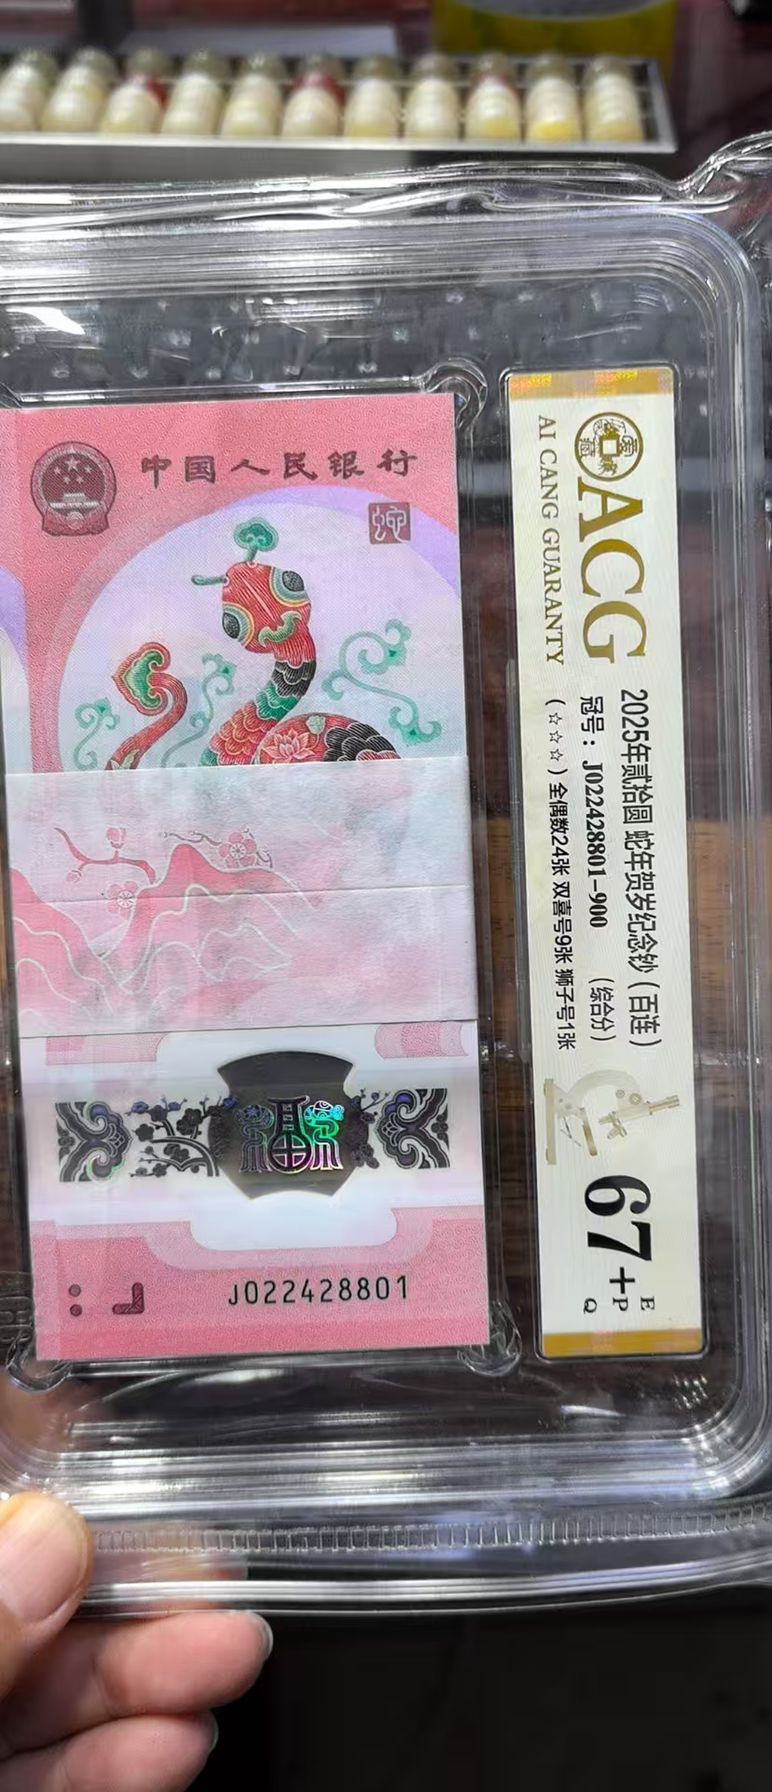 中国人民银行
蛇
J022428801
ACG
AI CANG GUARANTY
2025年贰拾圆 蛇年贺岁纪念钞（百连）
冠号：J022428801-900 （综合分）
（☆☆☆）全偶数24张 双喜号9张 狮子号1张
67+
E
P
Q